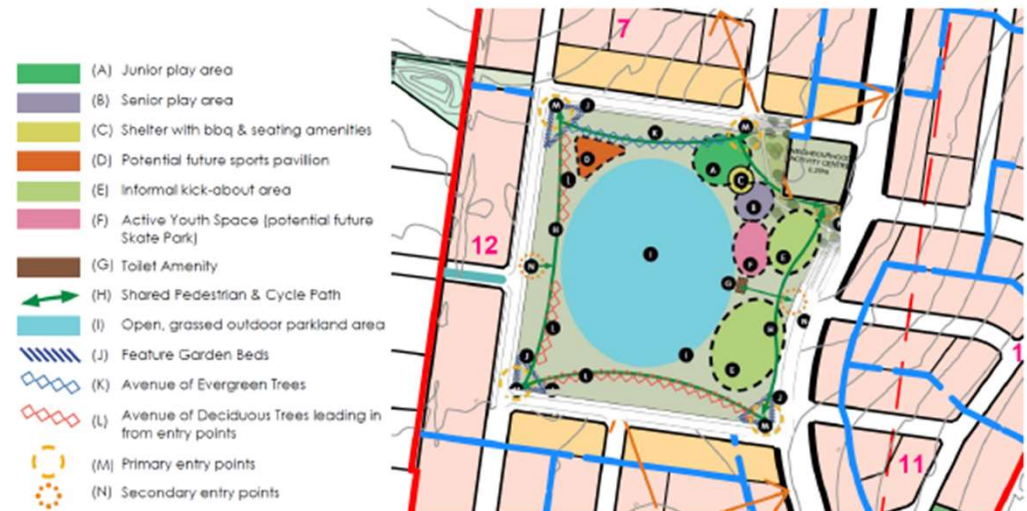 (A) Junior play area
(B) Senior play area
(C) Shelter with bbq & seating amenities
(D) Potential future sports pavilion
(E) Informal kick-about area
(F) Active Youth Space (potential future
Skate Park)
(G) Toilet Amenity
(H) Shared Pedestrian & Cycle Path
(I) Open, grassed outdoor parkland area
(J) Feature Garden Beds
(K) Avenue of Evergreen Trees
(L) Avenue of Deciduous Trees leading in
from entry points
(M) Primary entry points
(N) Secondary entry points
7
M
J
K
M
D
A
NEIGHBOURHOOD
ACTIVITY CENTRE
L
C
B
H
12
I
E
F
N
G
N
L
H
J
I
E
J
M
11